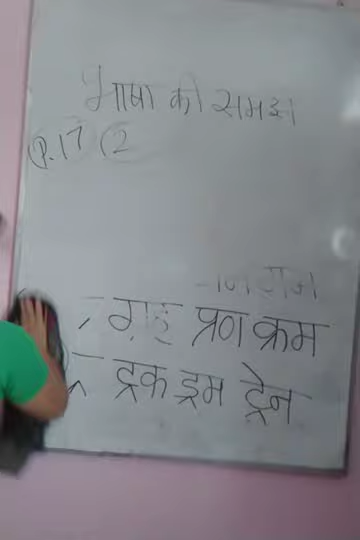 भाषा की समझ
P.17 (2
प्रण क्रम
ट्रक ड्रम ट्रेन